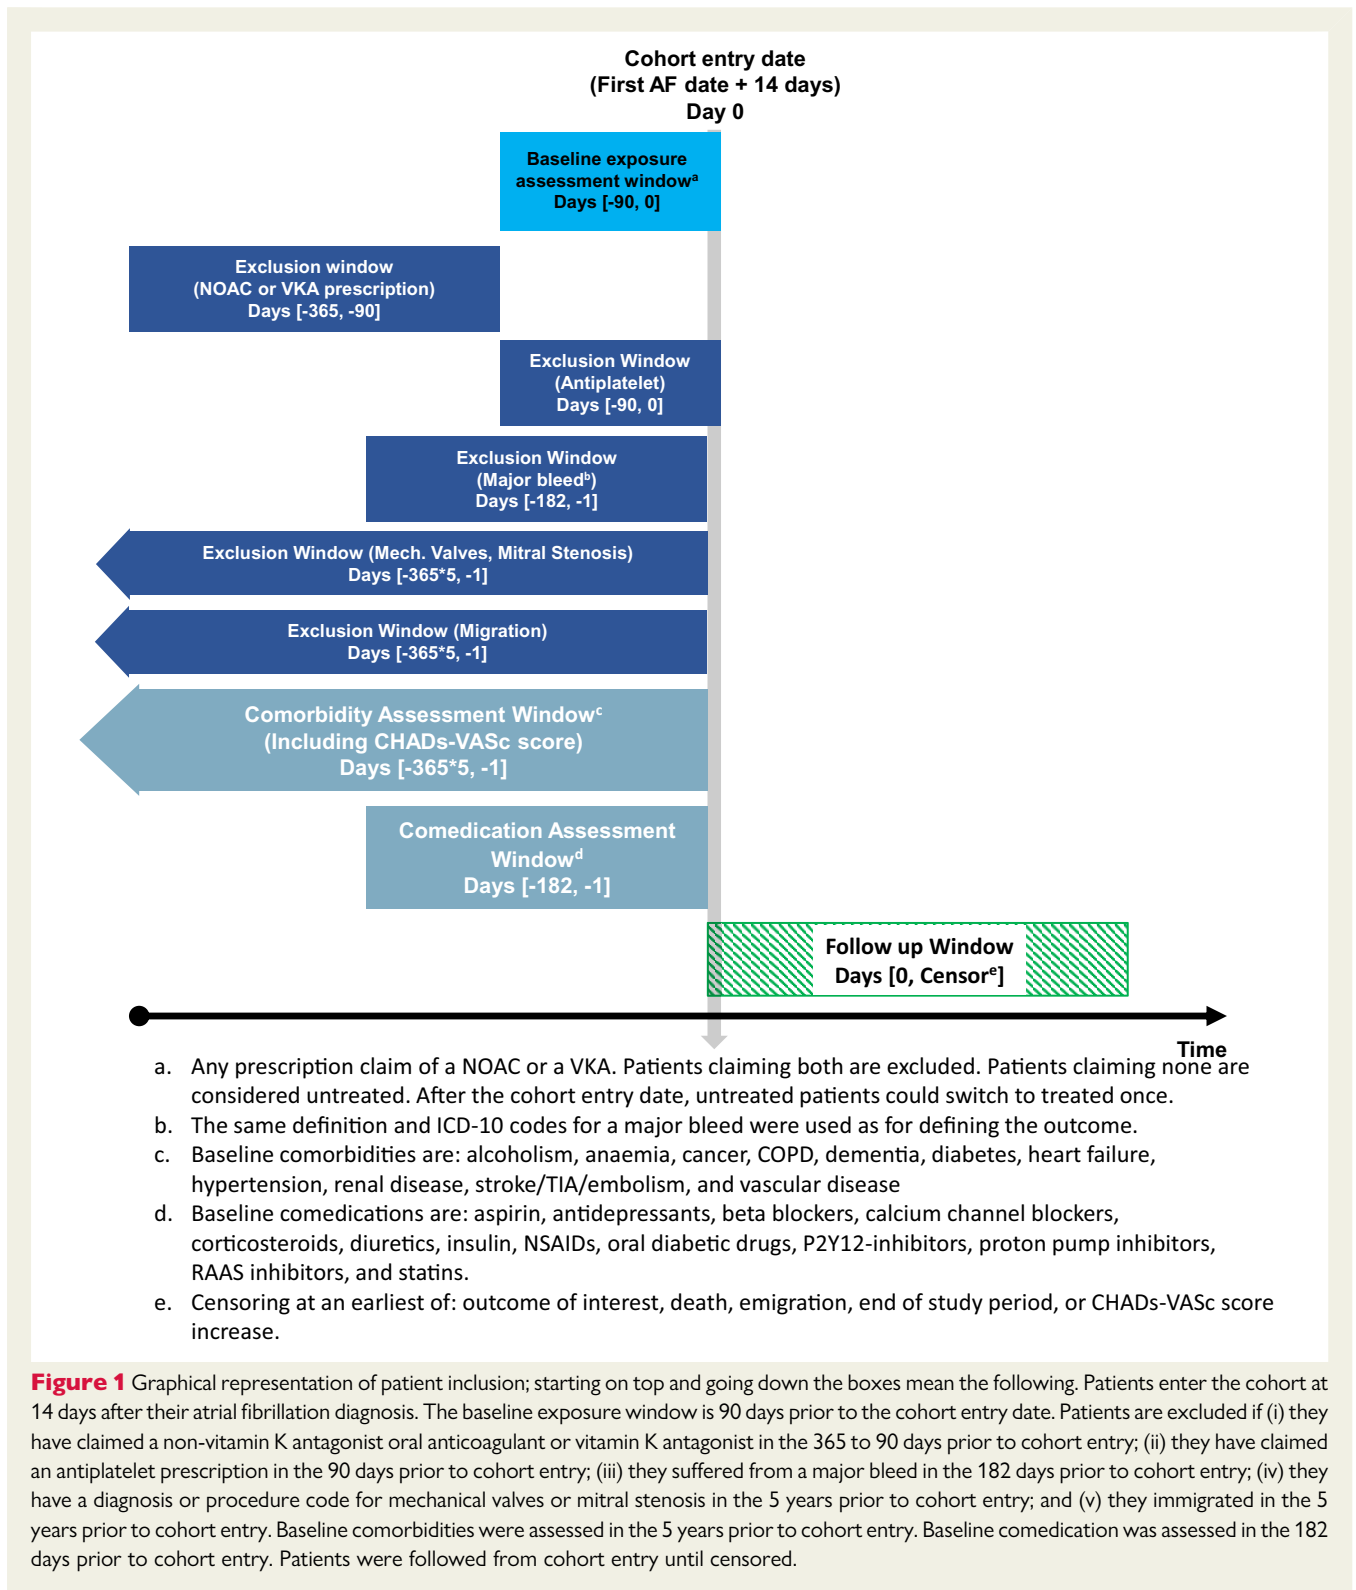 Cohort entry date
(First AF date + 14 days)
Day 0
Baseline exposure
assessment windowᵃ
Days [-90, 0]
Exclusion window
(NOAC or VKA prescription)
Days [-365, -90]
Exclusion Window
(Antiplatelet)
Days [-90, 0]
Exclusion Window
(Major bleedᵇ)
Days [-182, -1]
Exclusion Window (Mech. Valves, Mitral Stenosis)
Days [-365*5, -1]
Exclusion Window (Migration)
Days [-365*5, -1]
Comorbidity Assessment Windowᶜ
(Including CHADs-VASc score)
Days [-365*5, -1]
Comedication Assessment
Windowᵈ
Days [-182, -1]
Follow up Window
Days [0, Censorᵉ]
Time
a. Any prescription claim of a NOAC or a VKA. Patients claiming both are excluded. Patients claiming none are
considered untreated. After the cohort entry date, untreated patients could switch to treated once.
b. The same definition and ICD-10 codes for a major bleed were used as for defining the outcome.
c. Baseline comorbidities are: alcoholism, anaemia, cancer, COPD, dementia, diabetes, heart failure,
hypertension, renal disease, stroke/TIA/embolism, and vascular disease
d. Baseline comedications are: aspirin, antidepressants, beta blockers, calcium channel blockers,
corticosteroids, diuretics, insulin, NSAIDs, oral diabetic drugs, P2Y12-inhibitors, proton pump inhibitors,
RAAS inhibitors, and statins.
e. Censoring at an earliest of: outcome of interest, death, emigration, end of study period, or CHADs-VASc score
increase.
Figure 1 Graphical representation of patient inclusion; starting on top and going down the boxes mean the following. Patients enter the cohort at
14 days after their atrial fibrillation diagnosis. The baseline exposure window is 90 days prior to the cohort entry date. Patients are excluded if (i) they
have claimed a non-vitamin K antagonist oral anticoagulant or vitamin K antagonist in the 365 to 90 days prior to cohort entry; (ii) they have claimed
an antiplatelet prescription in the 90 days prior to cohort entry; (iii) they suffered from a major bleed in the 182 days prior to cohort entry; (iv) they
have a diagnosis or procedure code for mechanical valves or mitral stenosis in the 5 years prior to cohort entry; and (v) they immigrated in the 5
years prior to cohort entry. Baseline comorbidities were assessed in the 5 years prior to cohort entry. Baseline comedication was assessed in the 182
days prior to cohort entry. Patients were followed from cohort entry until censored.